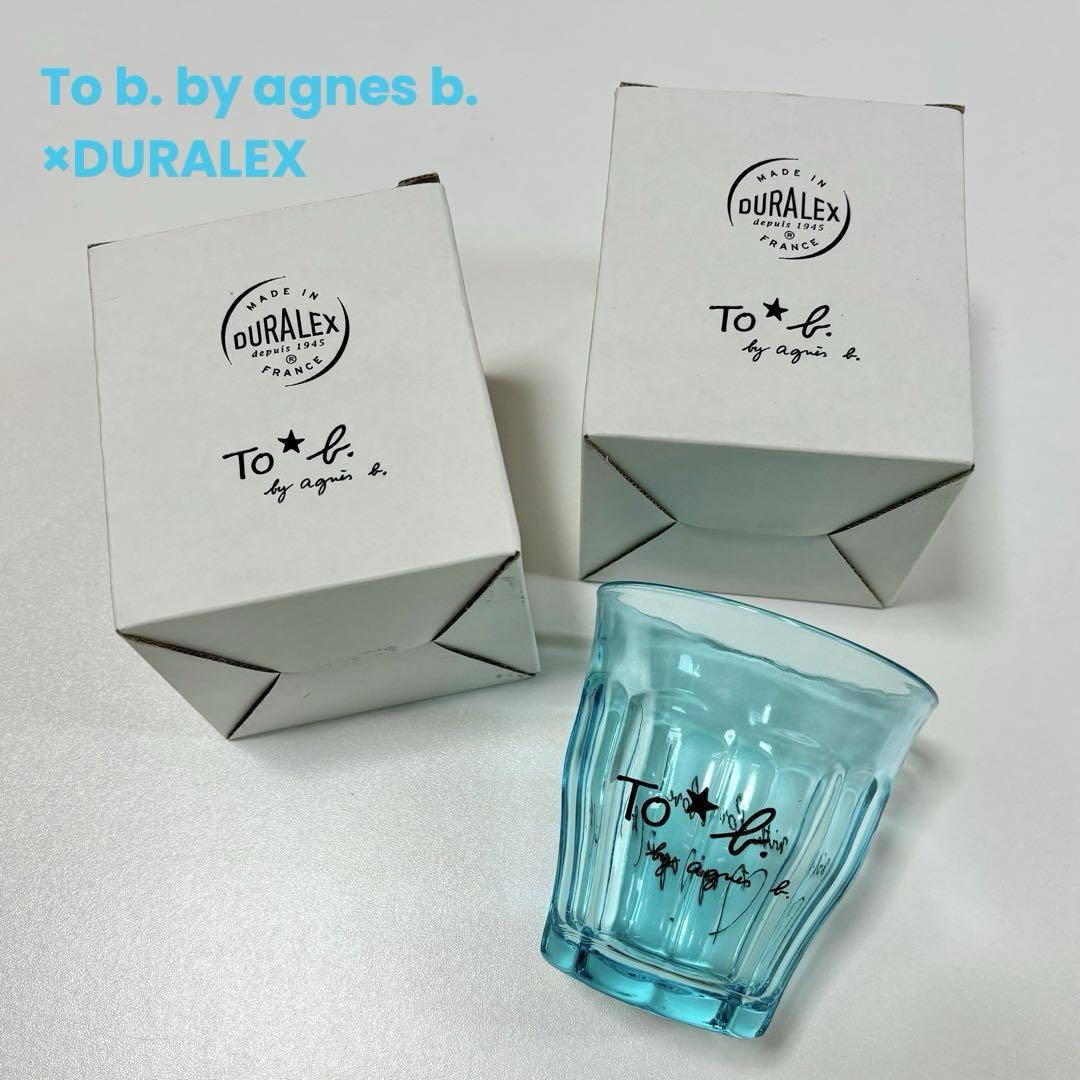 To b. by agnes b.
×DURALEX
MADE IN
DURALEX
depuis 1945
®
FRANCE
To★b.
by agnès b.
MADE IN
DURALEX
depuis 1945
®
FRANCE
To★b.
by agnès b.
To★b.
by agnès b.